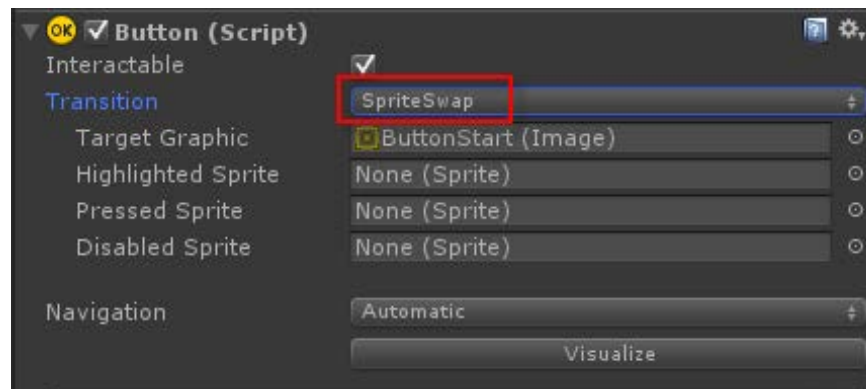 OK Button (Script)
Interactable
Transition SpriteSwap
Target Graphic ButtonStart (Image)
Highlighted Sprite None (Sprite)
Pressed Sprite None (Sprite)
Disabled Sprite None (Sprite)
Navigation Automatic
Visualize